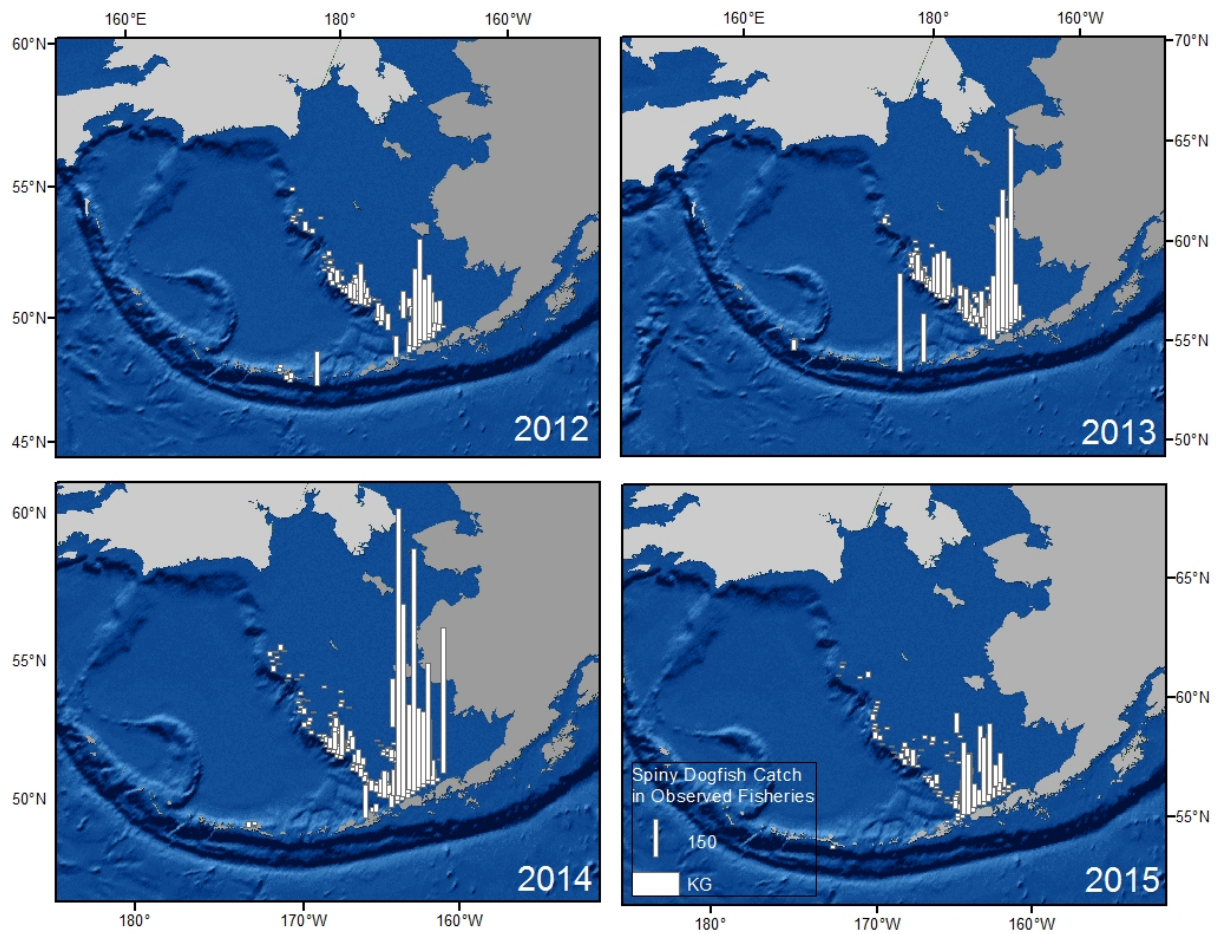 160°E 180° 160°W 160°E 180° 160°W
60°N
55°N
50°N
45°N
2012
70°N
65°N
60°N
55°N
50°N
2013
60°N
55°N
50°N
2014
65°N
60°N
55°N
Spiny Dogfish Catch
in Observed Fisheries
150
KG
2015
180° 170°W 160°W 180° 170°W 160°W